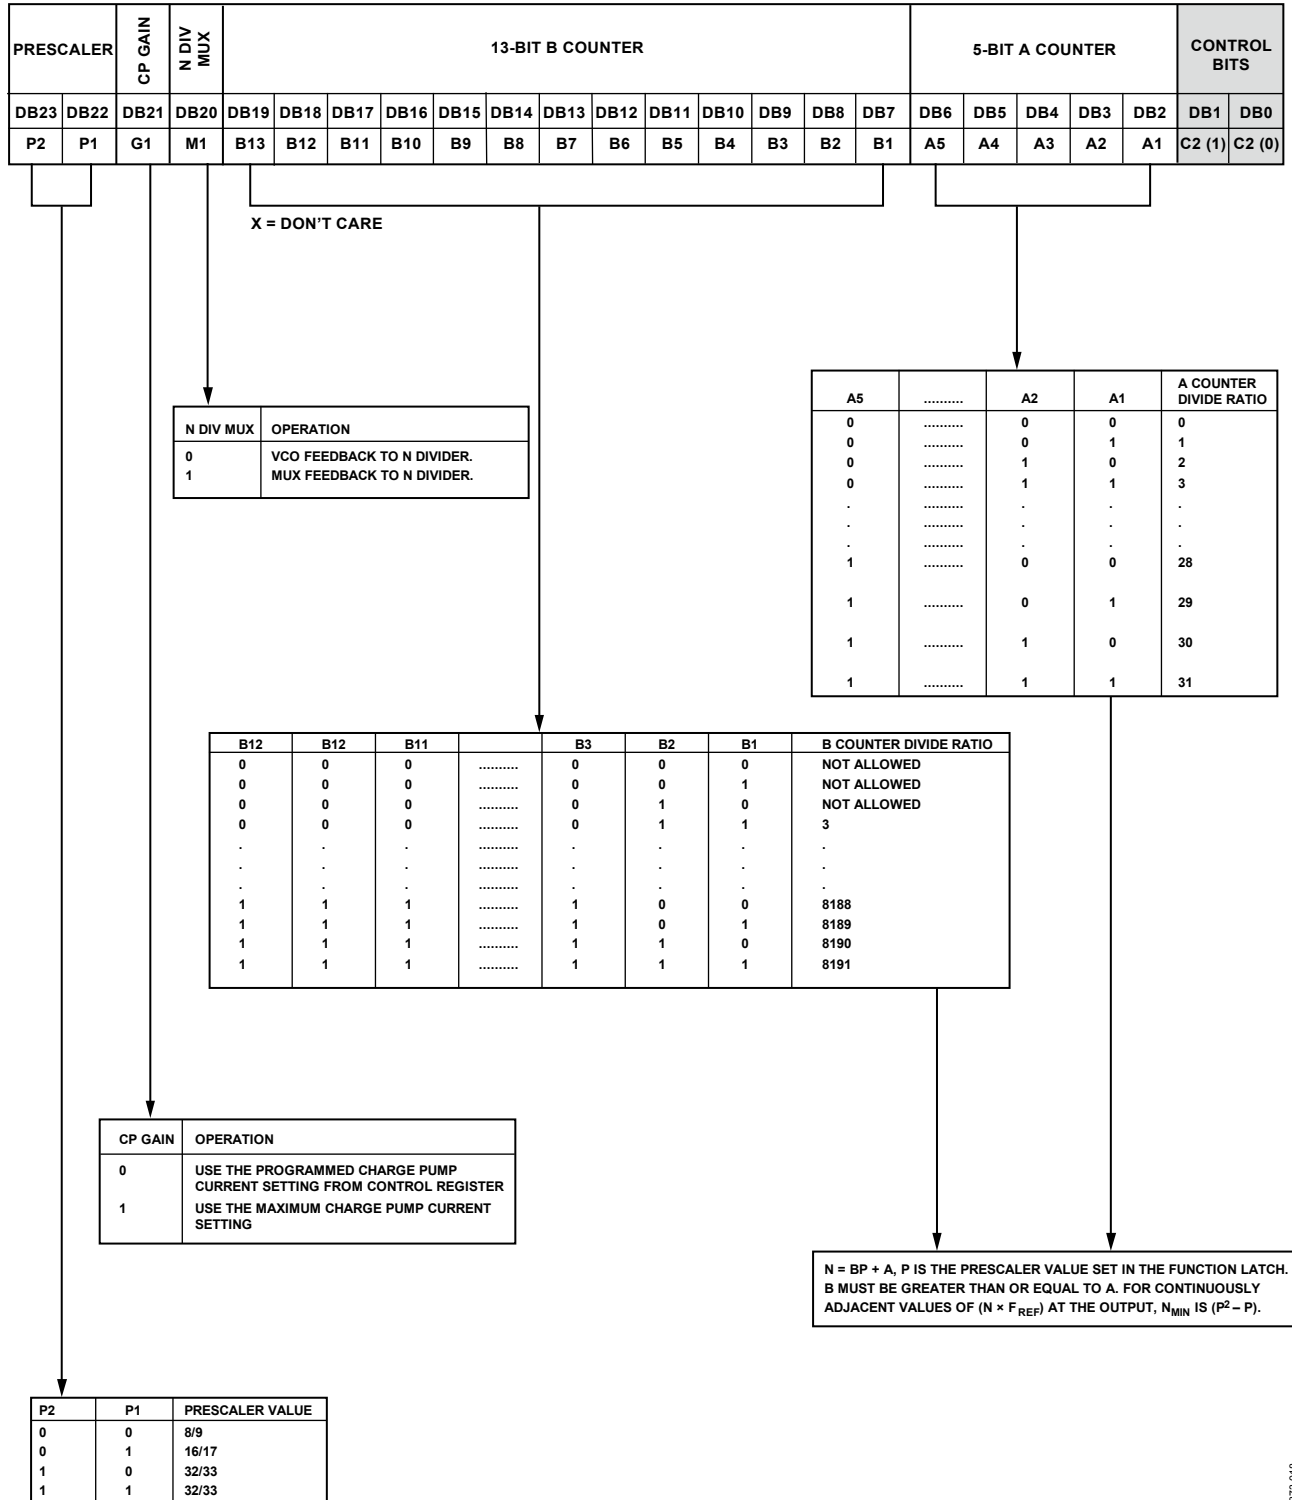 PRESCALER CP GAIN N DIV MUX 13-BIT B COUNTER 5-BIT A COUNTER CONTROL BITS
DB23 DB22 DB21 DB20 DB19 DB18 DB17 DB16 DB15 DB14 DB13 DB12 DB11 DB10 DB9 DB8 DB7 DB6 DB5 DB4 DB3 DB2 DB1 DB0
P2 P1 G1 M1 B13 B12 B11 B10 B9 B8 B7 B6 B5 B4 B3 B2 B1 A5 A4 A3 A2 A1 C2 (1) C2 (0)
X = DON'T CARE
A5 .......... A2 A1 A COUNTER DIVIDE RATIO
0 .......... 0 0 0
0 .......... 0 1 1
0 .......... 1 0 2
0 .......... 1 1 3
. .......... . . .
. .......... . . .
. .......... . . .
1 .......... 0 0 28
1 .......... 0 1 29
1 .......... 1 0 30
1 .......... 1 1 31
N DIV MUX OPERATION
0 VCO FEEDBACK TO N DIVIDER.
1 MUX FEEDBACK TO N DIVIDER.
B12 B12 B11 B3 B2 B1 B COUNTER DIVIDE RATIO
0 0 0 .......... 0 0 0 NOT ALLOWED
0 0 0 .......... 0 0 1 NOT ALLOWED
0 0 0 .......... 0 1 0 NOT ALLOWED
0 0 0 .......... 0 1 1 3
. . . .......... . . . .
. . . .......... . . . .
. . . .......... . . . .
1 1 1 .......... 1 0 0 8188
1 1 1 .......... 1 0 1 8189
1 1 1 .......... 1 1 0 8190
1 1 1 .......... 1 1 1 8191
CP GAIN OPERATION
0 USE THE PROGRAMMED CHARGE PUMP
CURRENT SETTING FROM CONTROL REGISTER
1 USE THE MAXIMUM CHARGE PUMP CURRENT
SETTING
N = BP + A, P IS THE PRESCALER VALUE SET IN THE FUNCTION LATCH.
B MUST BE GREATER THAN OR EQUAL TO A. FOR CONTINUOUSLY
ADJACENT VALUES OF (N × FREF) AT THE OUTPUT, NMIN IS (P² – P).
P2 P1 PRESCALER VALUE
0 0 8/9
0 1 16/17
1 0 32/33
1 1 32/33